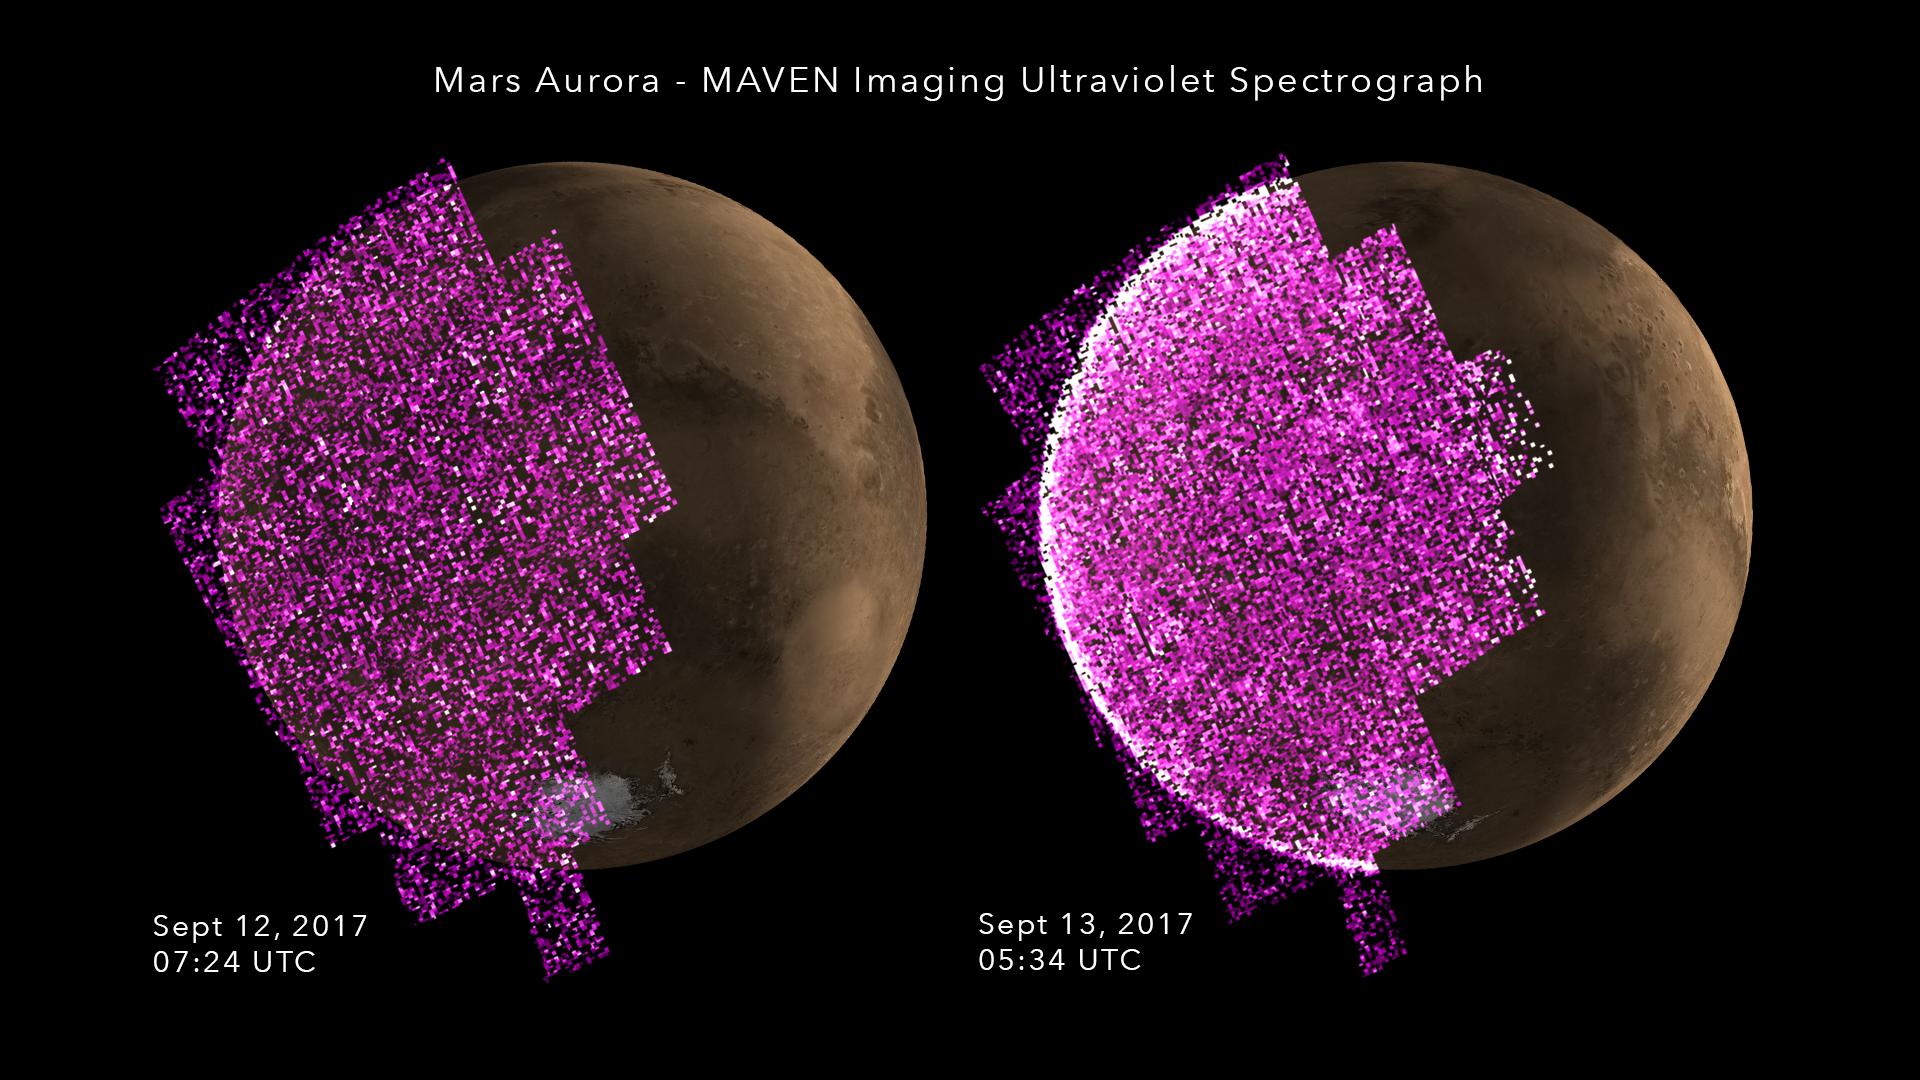 Mars Aurora - MAVEN Imaging Ultraviolet Spectrograph
Sept 12, 2017
07:24 UTC
Sept 13, 2017
05:34 UTC